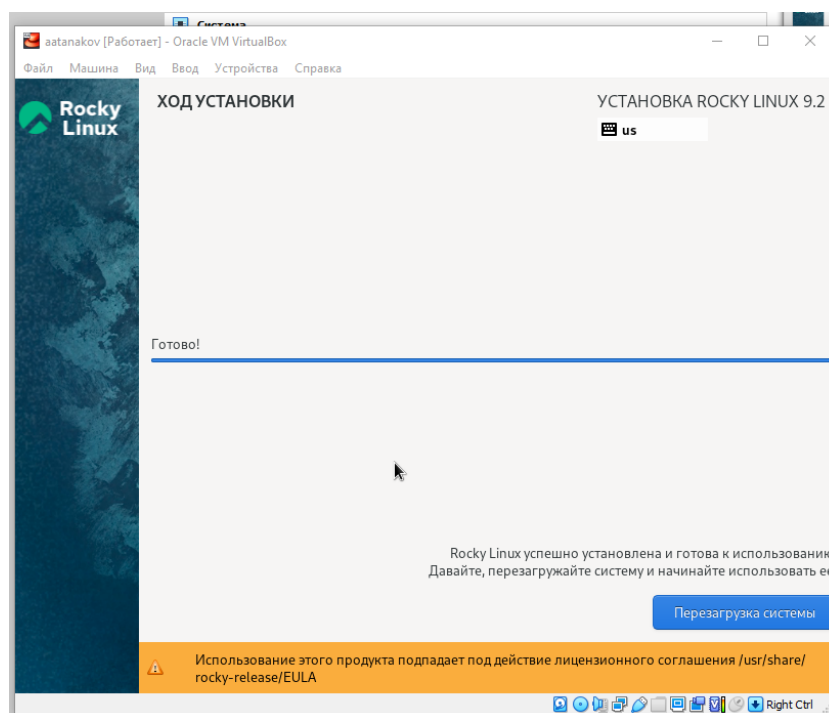 Система
aatanakov [Работает] - Oracle VM VirtualBox
Файл Машина Вид Ввод Устройства Справка
Rocky
Linux
ХОД УСТАНОВКИ
УСТАНОВКА ROCKY LINUX 9.2
us
Готово!
Rocky Linux успешно установлена и готова к использованию
Давайте, перезагружайте систему и начинайте использовать её
Перезагрузка системы
Использование этого продукта подпадает под действие лицензионного соглашения /usr/share/
rocky-release/EULA
Right Ctrl